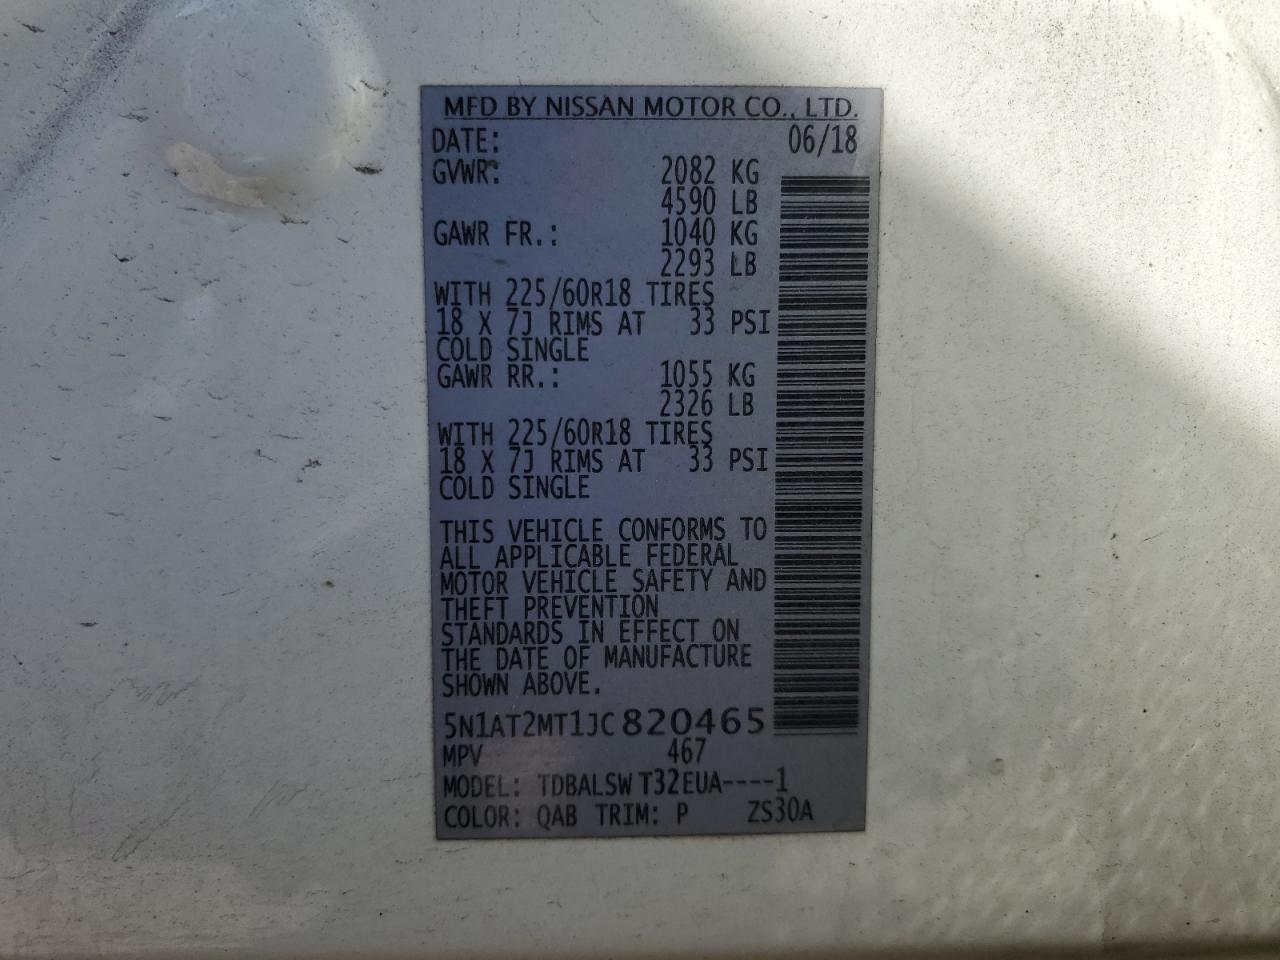 MFD BY NISSAN MOTOR CO., LTD.
DATE: 06/18
GVWR: 2082 KG
4590 LB
GAWR FR.: 1040 KG
2293 LB
WITH 225/60R18 TIRES
18 X 7J RIMS AT 33 PSI
COLD SINGLE
GAWR RR.: 1055 KG
2326 LB
WITH 225/60R18 TIRES
18 X 7J RIMS AT 33 PSI
COLD SINGLE
THIS VEHICLE CONFORMS TO
ALL APPLICABLE FEDERAL
MOTOR VEHICLE SAFETY AND
THEFT PREVENTION
STANDARDS IN EFFECT ON
THE DATE OF MANUFACTURE
SHOWN ABOVE.
5N1AT2MT1JC820465
MPV 467
MODEL: TDBALSW T32EUA----1
COLOR: QAB TRIM: P ZS30A